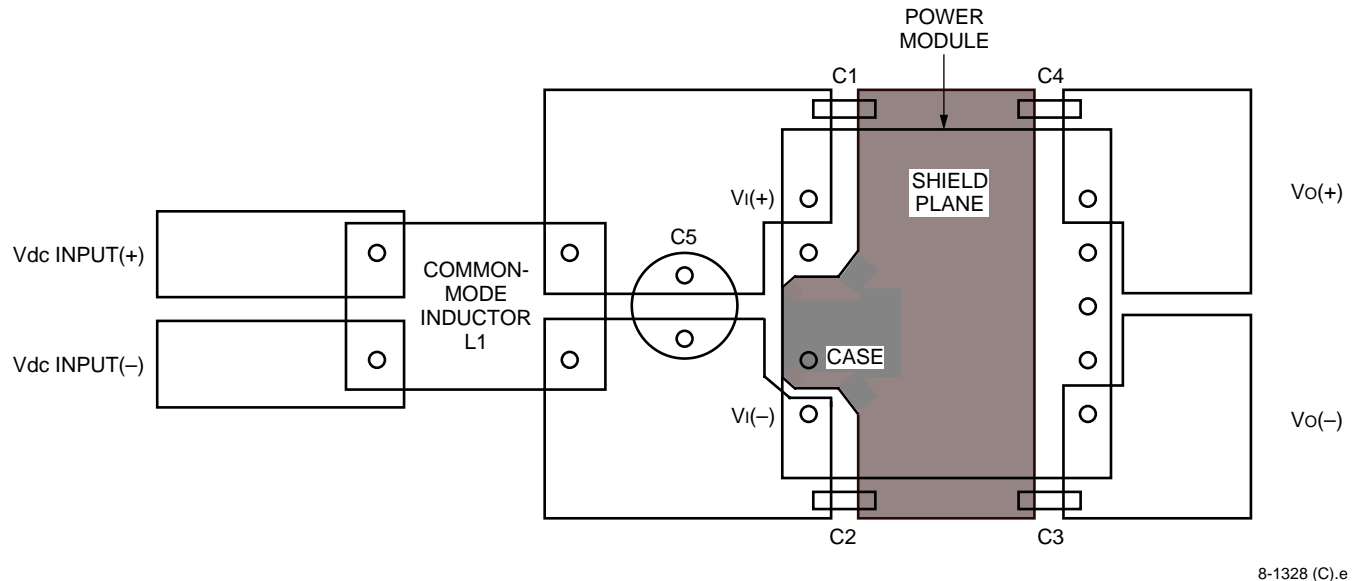 POWER
MODULE
C1
C4
SHIELD
PLANE
VI(+)
VO(+)
C5
Vdc INPUT(+)
COMMON-
MODE
INDUCTOR
L1
CASE
Vdc INPUT(–)
VI(–)
VO(–)
C2
C3
8-1328 (C).e